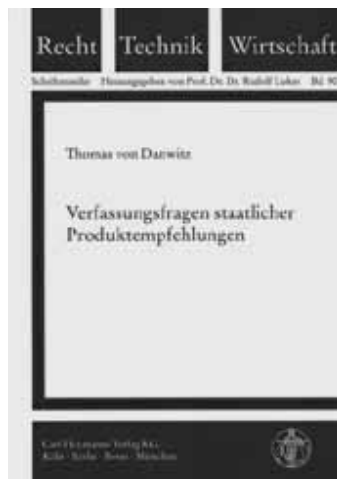 Recht Technik Wirtschaft
Schriftenreihe Herausgegeben von Prof. Dr. Dr. Rudolf Lukes Bd. 90
Thomas von Danwitz
Verfassungsfragen staatlicher
Produktempfehlungen
Carl Heymanns Verlag KG
Köln · Berlin · Bonn · München